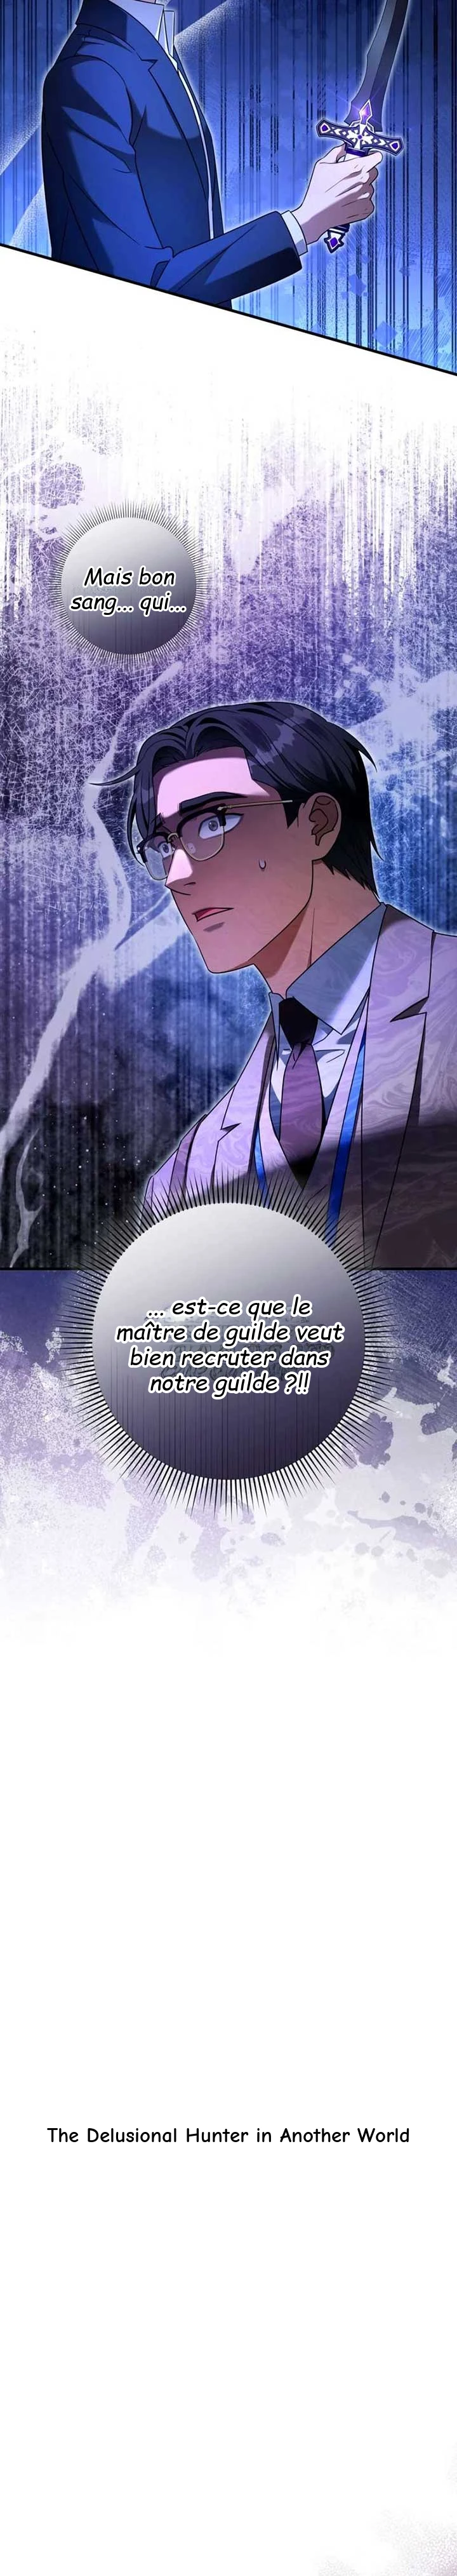 Mais bon
sang... qui...
... est-ce que le
maître de guilde veut
bien recruter dans
notre guilde ?!!
The Delusional Hunter in Another World